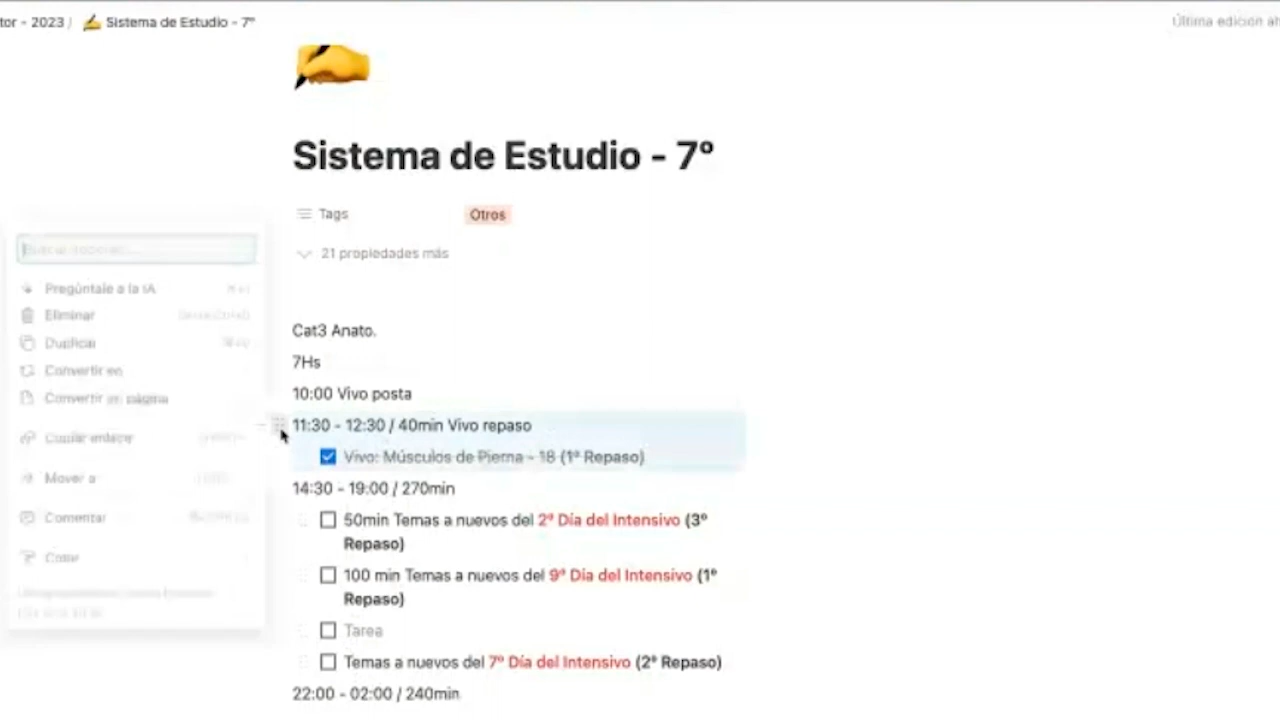 tor - 2023 / ✍️ Sistema de Estudio - 7º
Última edición ah
Sistema de Estudio - 7º
Tags Otros
21 propiedades más
Pregúntale a la IA
Eliminar
Duplicar
Convertir en
Convertir en página
Copiar enlace
Mover a
Comentar
Color
Cat3 Anato.
7Hs
10:00 Vivo posta
11:30 - 12:30 / 40min Vivo repaso
Vivo: Músculos de Pierna - 18 (1º Repaso)
14:30 - 19:00 / 270min
50min Temas a nuevos del 2º Día del Intensivo (3º
Repaso)
100 min Temas a nuevos del 9º Día del Intensivo (1º
Repaso)
Tarea
Temas a nuevos del 7º Día del Intensivo (2º Repaso)
22:00 - 02:00 / 240min